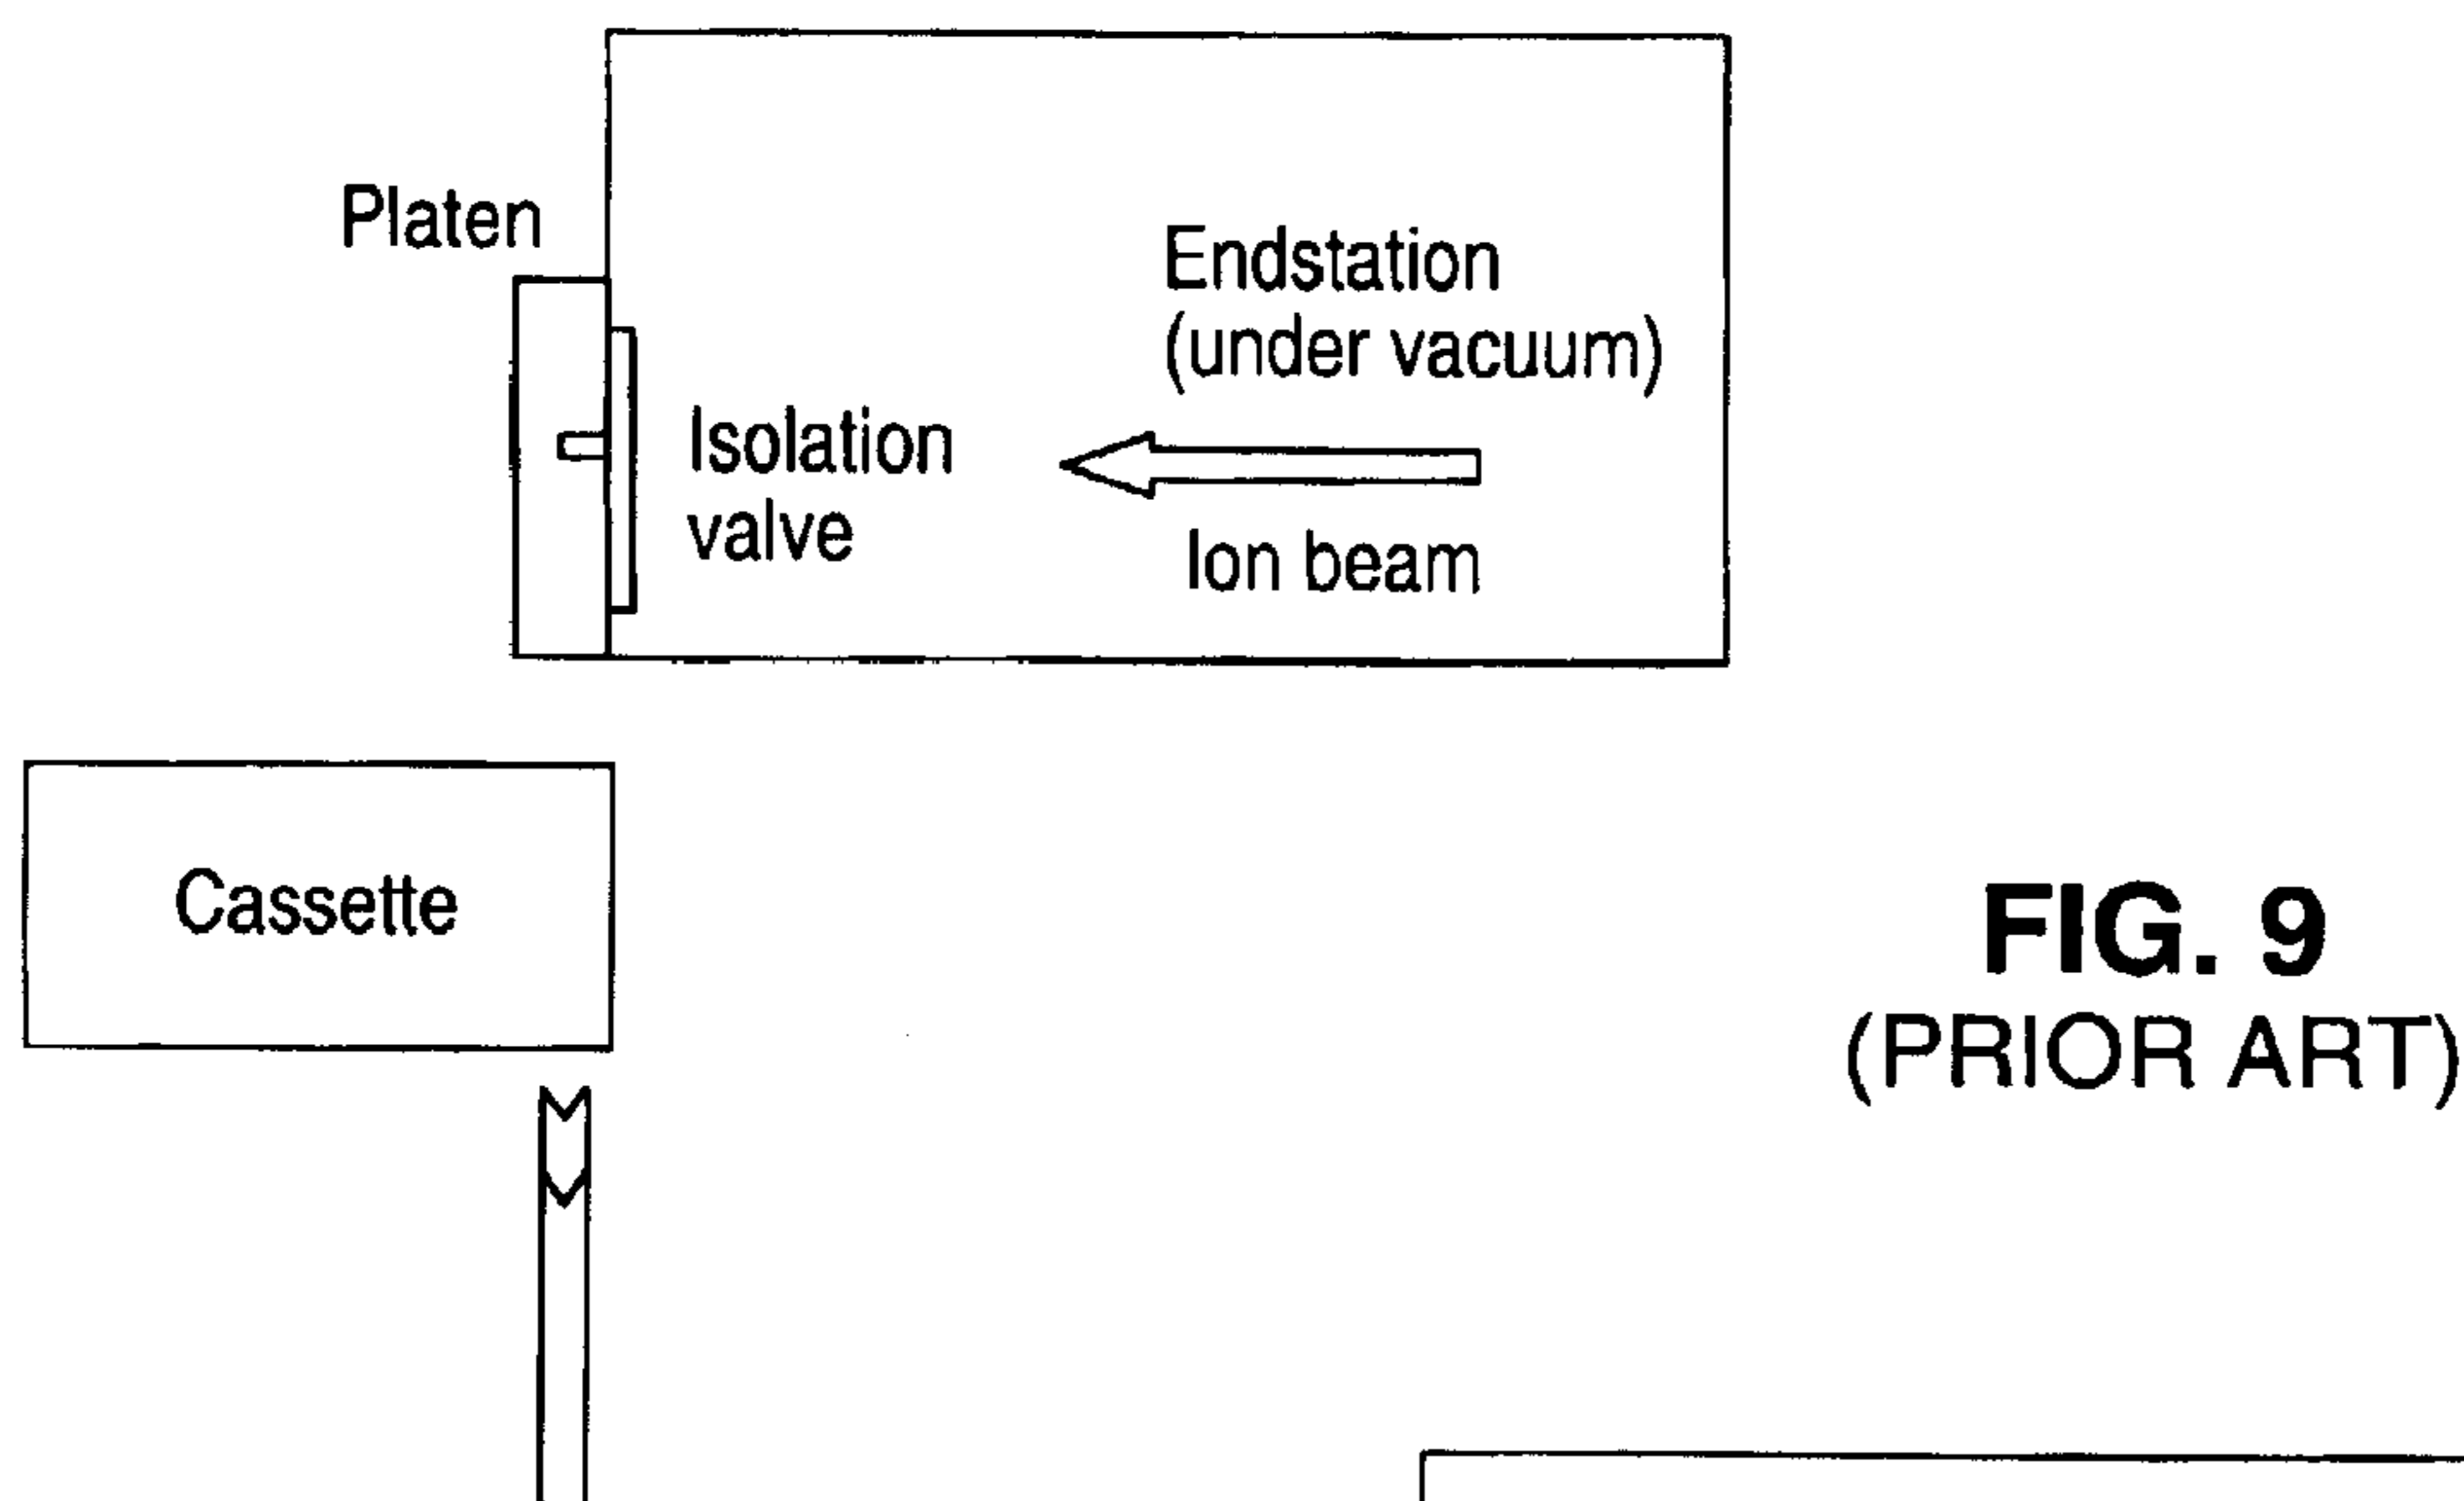 Platen
Endstation
(under vacuum)
Isolation
valve
Ion beam
Cassette
FIG. 9
(PRIOR ART)